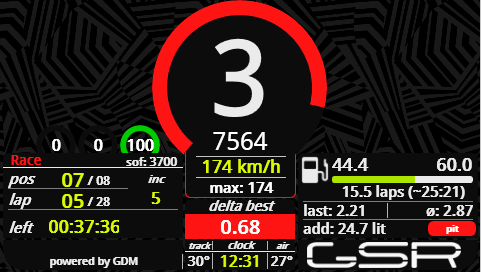 3
7564
0 0 100
Race soft 3700
174 km/h
max: 174
44.4 60.0
15.5 laps (~25:21)
pos 07 / 08 inc
lap 05 / 28 5
left 00:37:36
delta best
0.68
last: 2.21 ø: 2.87
add: 24.7 lit pit
track clock air
30° 12:31 27°
powered by GDM
GSR